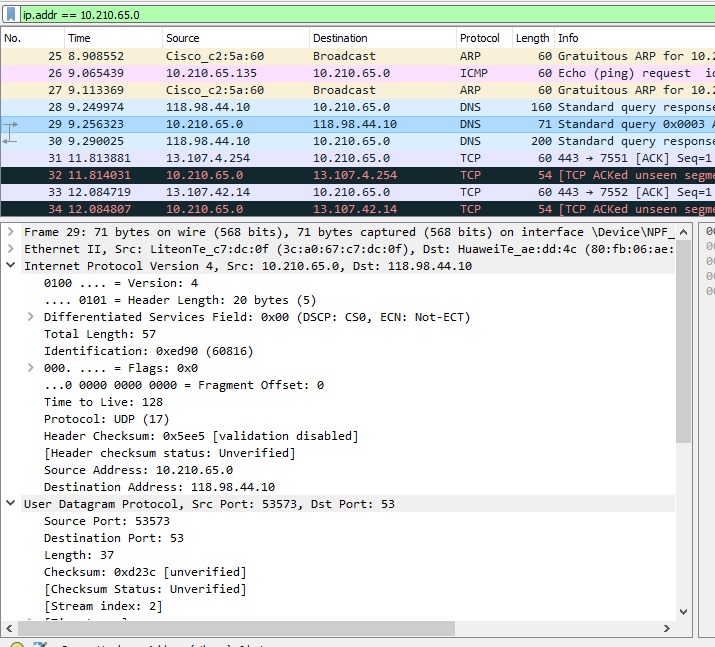 ip.addr == 10.210.65.0
No. Time Source Destination Protocol Length Info
25 8.908552 Cisco_c2:5a:60 Broadcast ARP 60 Gratuitous ARP for 10.2
26 9.065439 10.210.65.135 10.210.65.0 ICMP 60 Echo (ping) request id
27 9.113369 Cisco_c2:5a:60 Broadcast ARP 60 Gratuitous ARP for 10.2
28 9.249974 118.98.44.10 10.210.65.0 DNS 160 Standard query response
29 9.256323 10.210.65.0 118.98.44.10 DNS 71 Standard query 0x0003 A
30 9.290025 118.98.44.10 10.210.65.0 DNS 200 Standard query response
31 11.813881 13.107.4.254 10.210.65.0 TCP 60 443 → 7551 [ACK] Seq=1
32 11.814031 10.210.65.0 13.107.4.254 TCP 54 [TCP ACKed unseen segme
33 12.084719 13.107.42.14 10.210.65.0 TCP 60 443 → 7552 [ACK] Seq=1
34 12.084807 10.210.65.0 13.107.42.14 TCP 54 [TCP ACKed unseen segme
Frame 29: 71 bytes on wire (568 bits), 71 bytes captured (568 bits) on interface \Device\NPF_
Ethernet II, Src: LiteonTe_c7:dc:0f (3c:a0:67:c7:dc:0f), Dst: HuaweiTe_ae:dd:4c (80:fb:06:ae:
Internet Protocol Version 4, Src: 10.210.65.0, Dst: 118.98.44.10
0100 .... = Version: 4
.... 0101 = Header Length: 20 bytes (5)
Differentiated Services Field: 0x00 (DSCP: CS0, ECN: Not-ECT)
Total Length: 57
Identification: 0xed90 (60816)
000. .... = Flags: 0x0
...0 0000 0000 0000 = Fragment Offset: 0
Time to Live: 128
Protocol: UDP (17)
Header Checksum: 0x5ee5 [validation disabled]
[Header checksum status: Unverified]
Source Address: 10.210.65.0
Destination Address: 118.98.44.10
User Datagram Protocol, Src Port: 53573, Dst Port: 53
Source Port: 53573
Destination Port: 53
Length: 37
Checksum: 0xd23c [unverified]
[Checksum Status: Unverified]
[Stream index: 2]